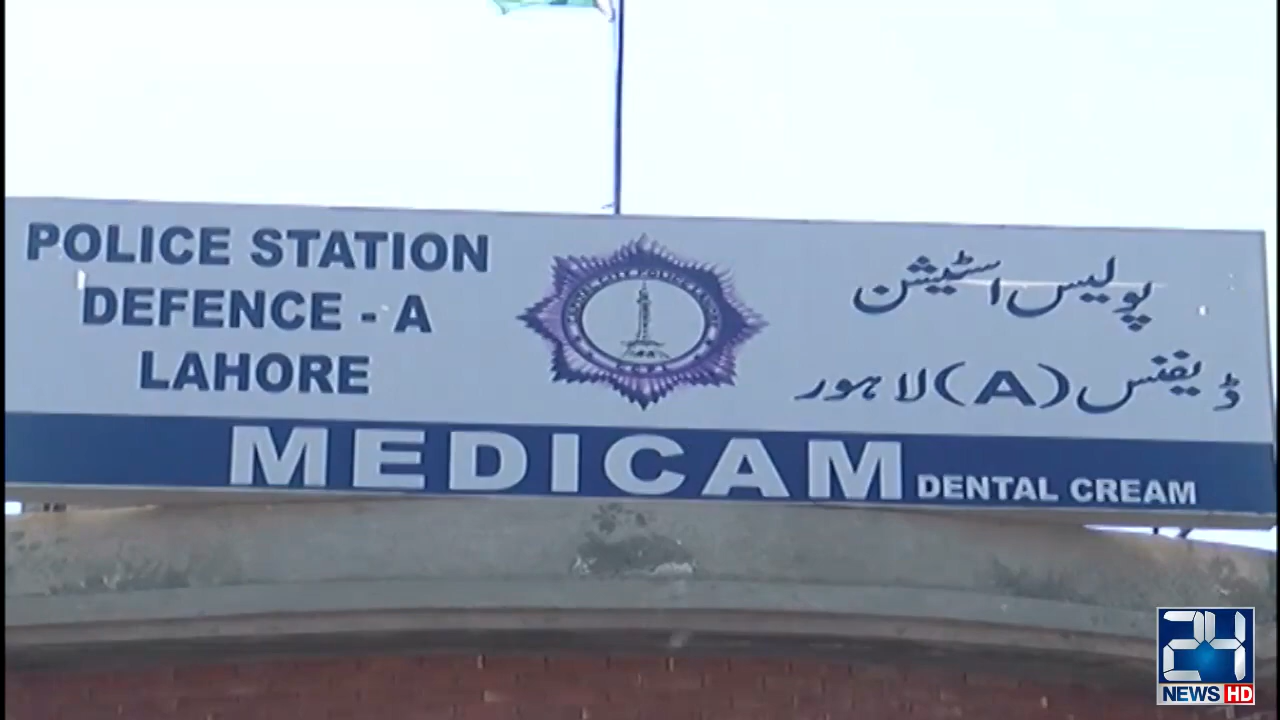 POLICE STATION
DEFENCE - A
LAHORE
پولیس اسٹیشن
ڈیفنس (A) لاہور
MEDICAM DENTAL CREAM
24
NEWS HD